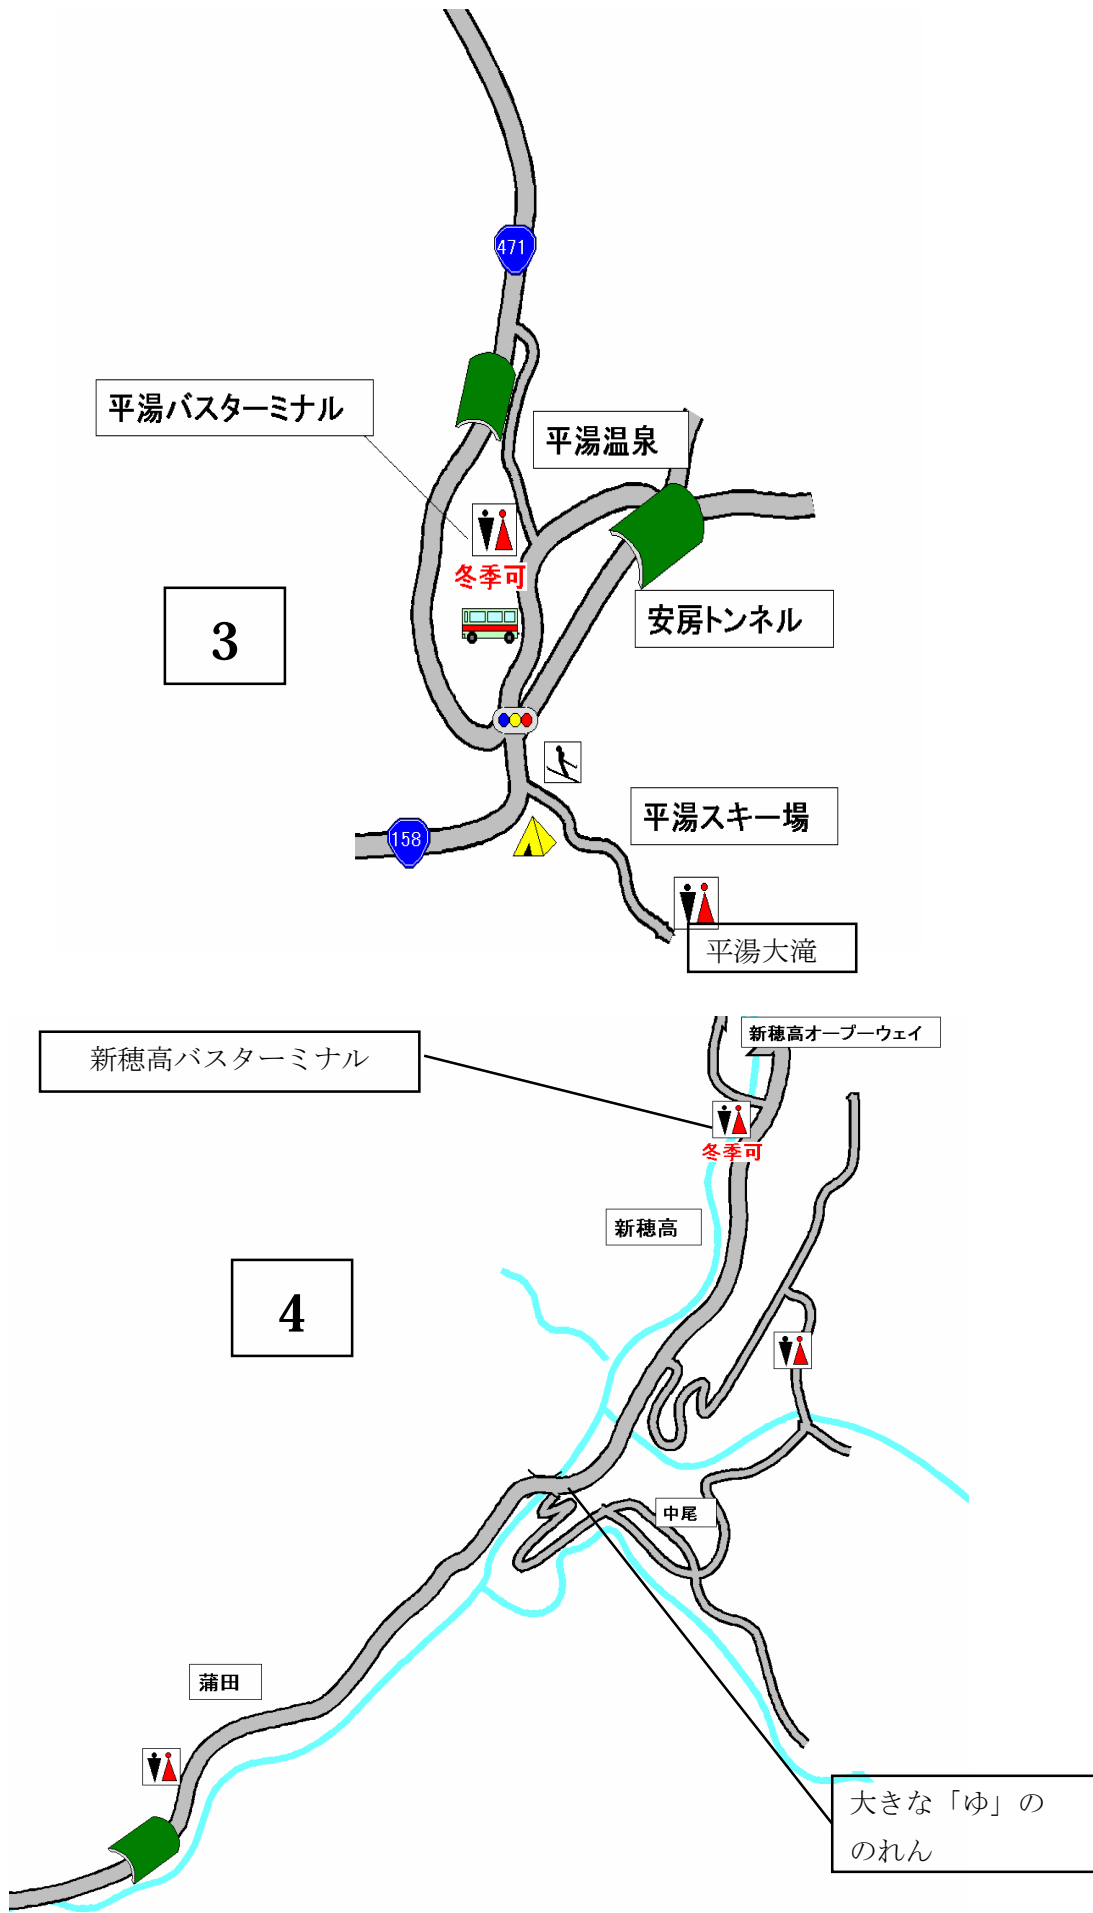 471
平湯バスターミナル
平湯温泉
冬季可
3
安房トンネル
平湯スキー場
158
平湯大滝
新穂高オープーウェイ
新穂高バスターミナル
冬季可
新穂高
4
中尾
蒲田
大きな「ゆ」の
のれん